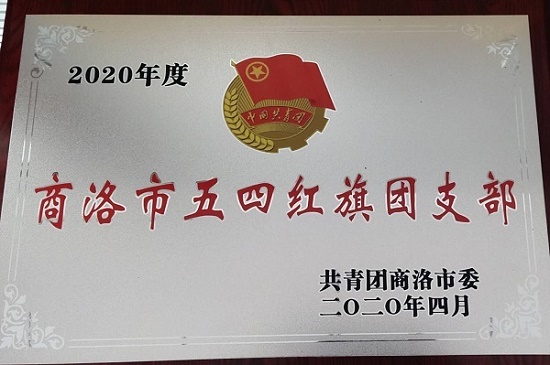 2020年度
中国共青团
商洛市五四红旗团支部
共青团商洛市委
二〇二〇年四月